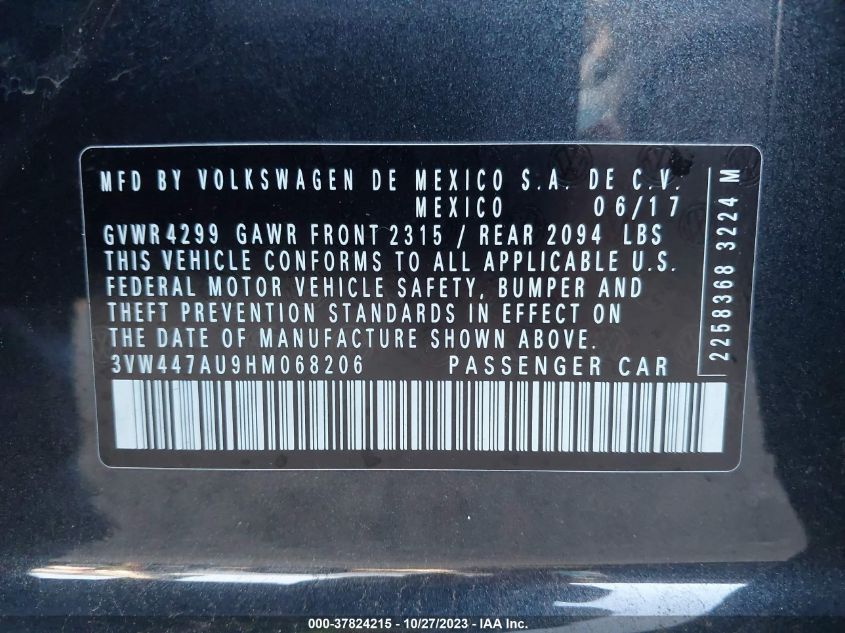 MFD BY VOLKSWAGEN DE MEXICO S.A. DE C.V.
MEXICO 06/17
GVWR 4299 GAWR FRONT 2315 / REAR 2094 LBS
THIS VEHICLE CONFORMS TO ALL APPLICABLE U.S.
FEDERAL MOTOR VEHICLE SAFETY, BUMPER AND
THEFT PREVENTION STANDARDS IN EFFECT ON
THE DATE OF MANUFACTURE SHOWN ABOVE.
3VW447AU9HM068206 PASSENGER CAR
2258368 3224 M
000-37824215 - 10/27/2023 - IAA Inc.